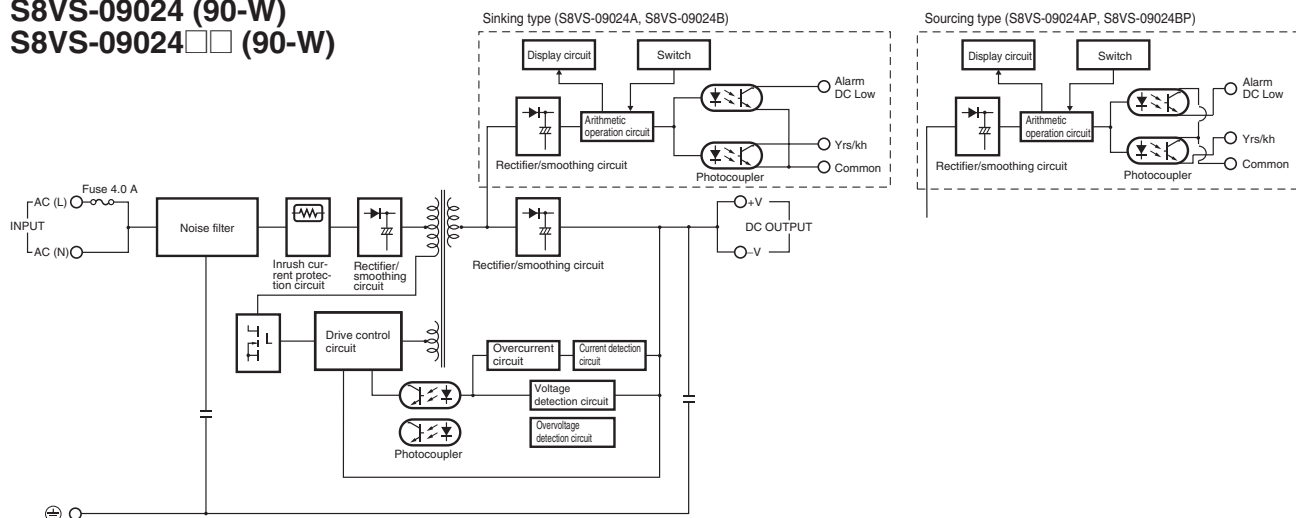 S8VS-09024 (90-W)
S8VS-09024□□ (90-W)
Sinking type (S8VS-09024A, S8VS-09024B)
Display circuit
Switch
Arithmetic
operation circuit
Rectifier/smoothing circuit
Photocoupler
Alarm
DC Low
Yrs/kh
Common
Sourcing type (S8VS-09024AP, S8VS-09024BP)
Display circuit
Switch
Arithmetic
operation circuit
Rectifier/smoothing circuit
Photocoupler
Alarm
DC Low
Yrs/kh
Common
Fuse 4.0 A
AC (L)
INPUT
AC (N)
Noise filter
Inrush cur-
rent protec-
tion circuit
Rectifier/
smoothing
circuit
Rectifier/smoothing circuit
+V
DC OUTPUT
−V
Drive control
circuit
Overcurrent
circuit
Current detection
circuit
Voltage
detection circuit
Overvoltage
detection circuit
Photocoupler